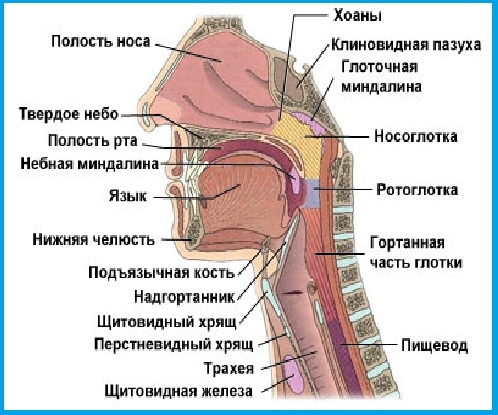 Хоаны
Полость носа
Клиновидная пазуха
Глоточная
миндалина
Твердое небо
Полость рта
Носоглотка
Небная миндалина
Язык
Ротоглотка
Нижняя челюсть
Гортанная
часть глотки
Подъязычная кость
Надгортанник
Щитовидный хрящ
Перстневидный хрящ
Пищевод
Трахея
Щитовидная железа